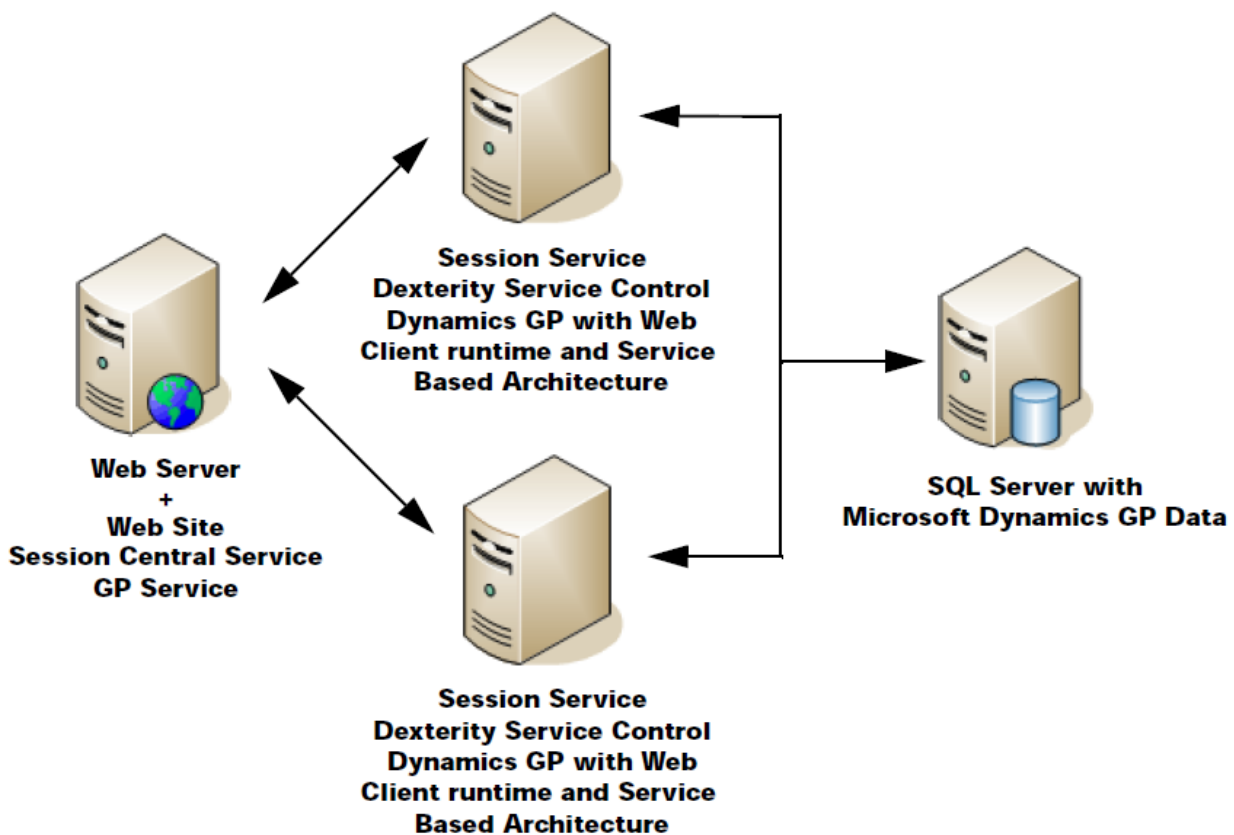 Session Service
Dexterity Service Control
Dynamics GP with Web
Client runtime and Service
Based Architecture
Web Server
+
Web Site
Session Central Service
GP Service
SQL Server with
Microsoft Dynamics GP Data
Session Service
Dexterity Service Control
Dynamics GP with Web
Client runtime and Service
Based Architecture